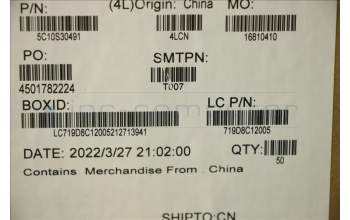 P/N: (4L)Origin: China MO:
5C10S30491 4LCN 16810410
PO: SMTPN:
4501782224 T007
BOXID: LC P/N:
LC719D8C12005212713941 719D8C12005
DATE: 2022/3/27 21:02:00 QTY:
50
Contains Merchandise From China
SHIPTO:CN